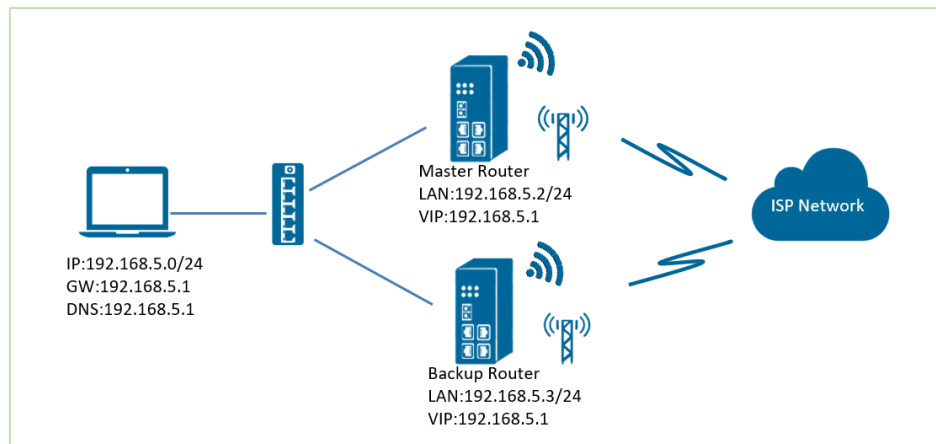 Master Router
LAN:192.168.5.2/24
VIP:192.168.5.1
ISP Network
IP:192.168.5.0/24
GW:192.168.5.1
DNS:192.168.5.1
Backup Router
LAN:192.168.5.3/24
VIP:192.168.5.1